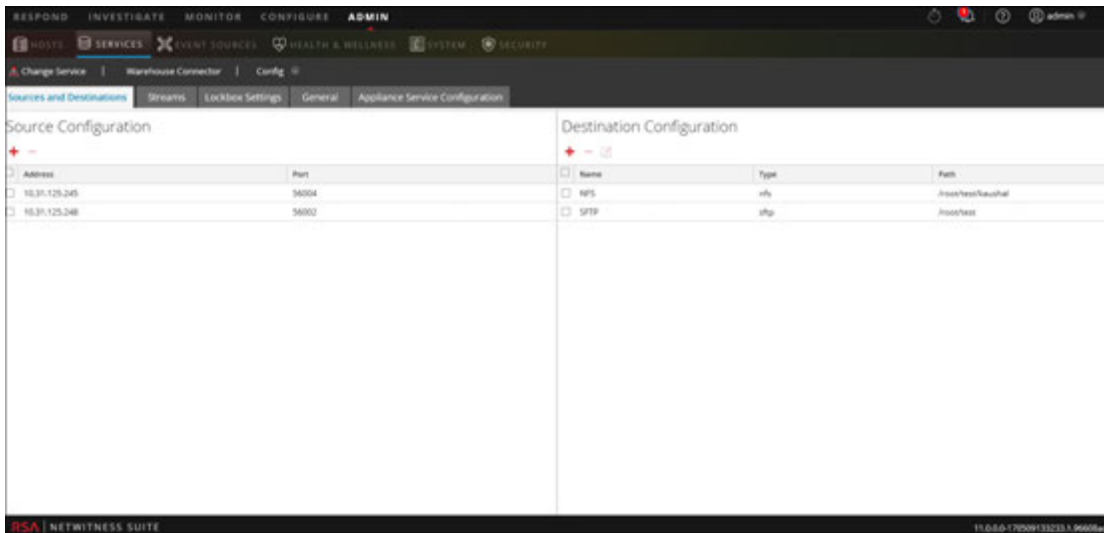 RESPOND INVESTIGATE MONITOR CONFIGURE ADMIN
1 admin
HOSTS SERVICES EVENT SOURCES HEALTH & WELLNESS SYSTEM SECURITY
Change Service | Warehouse Connector | Config
Sources and Destinations Streams Lockbox Settings General Appliance Service Configuration
Source Configuration
Address Port
10.31.125.245 56004
10.31.125.248 56002
Destination Configuration
Name Type Path
NFS nfs /root/test/kaushal
SFTP sftp /root/test
RSA NETWITNESS SUITE